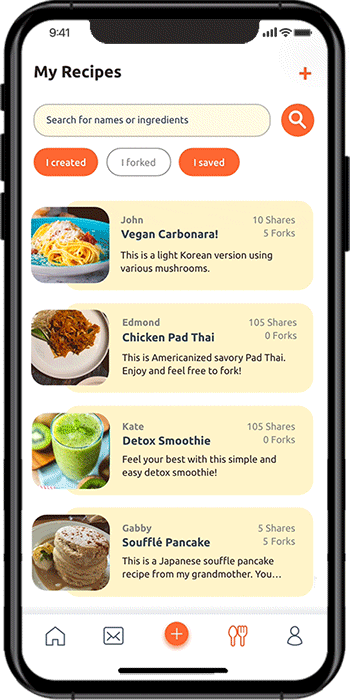 9:41
My Recipes
+
Search for names or ingredients
I created
I forked
I saved
John
10 Shares
Vegan Carbonara!
5 Forks
This is a light Korean version using
various mushrooms.
Edmond
105 Shares
Chicken Pad Thai
0 Forks
This is Americanized savory Pad Thai.
Enjoy and feel free to fork!
Kate
105 Shares
Detox Smoothie
0 Forks
Feel your best with this simple and
easy detox smoothie!
Gabby
5 Shares
Soufflé Pancake
5 Forks
This is a Japanese souffle pancake
recipe from my grandmother. You...
+